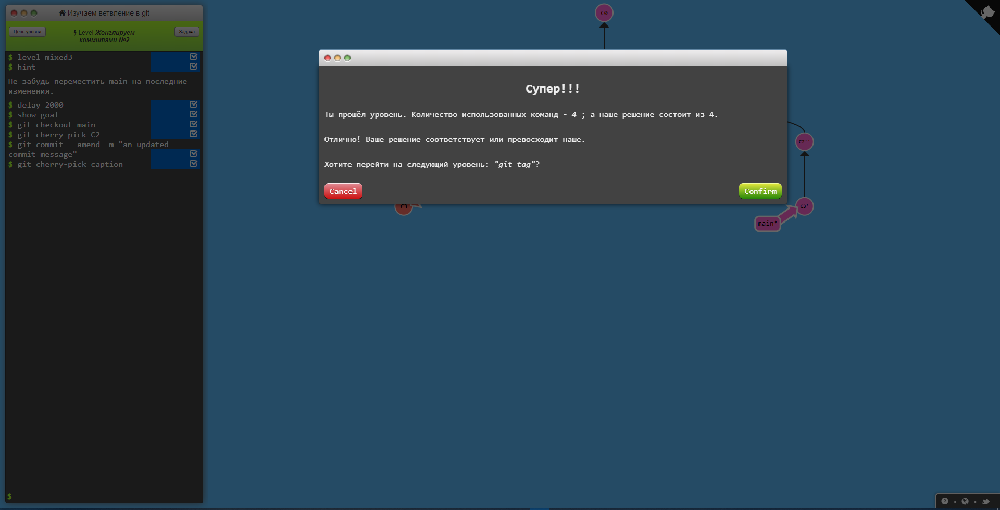 Изучаем ветвление в git
Цель уровня
Level Жонглируем
коммитами №2
Задача
$ level mixed3
$ hint
Не забудь переместить main на последние
изменения.
$ delay 2000
$ show goal
$ git checkout main
$ git cherry-pick C2
$ git commit --amend -m "an updated
commit message"
$ git cherry-pick caption
$
C0
Супер!!!
Ты прошёл уровень. Количество использованных команд - 4 ; а наше решение состоит из 4.
Отлично! Ваше решение соответствует или превосходит наше.
Хотите перейти на следующий уровень: "git tag"?
Cancel
Confirm
C2''
C3
C3'
main*